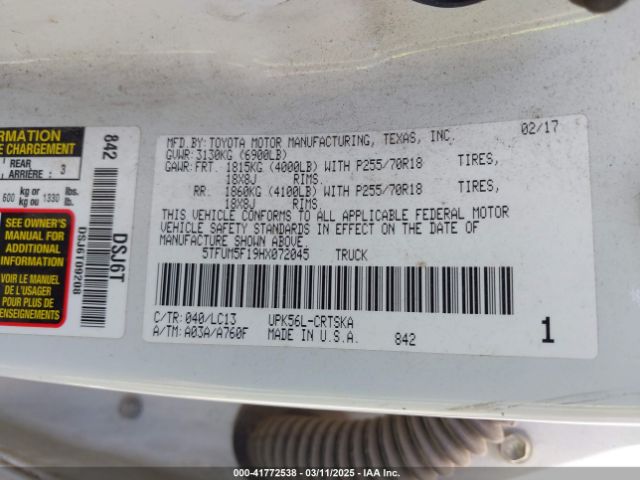 RMATION
E CHARGEMENT
REAR
ARRIÈRE 3
600 kg or kg ou 1330 lbs. lb.
SEE OWNER'S
MANUAL FOR
ADDITIONAL
INFORMATION
VOIR LE MANUEL
DE L'USAGER
POUR PLUS DE
RENSEIGNEMENTS
842
DSJ6T
DSJ6T09208
MFD BY: TOYOTA MOTOR MANUFACTURING, TEXAS, INC. 02/17
GVWR: 3130KG (6900LB)
GAWR: FRT. 1815KG (4000LB) WITH P255/70R18 TIRES,
18X8J RIMS,
RR. 1860KG (4100LB) WITH P255/70R18 TIRES,
18X8J RIMS,
THIS VEHICLE CONFORMS TO ALL APPLICABLE FEDERAL MOTOR
VEHICLE SAFETY STANDARDS IN EFFECT ON THE DATE OF
MANUFACTURE SHOWN ABOVE.
5TFUM5F19HX072045 TRUCK
C/TR: 040/LC13 UPK56L-CRTSKA
A/TM: A03A/A760F MADE IN U.S.A. 842 1
000-41772538 - 03/11/2025 - IAA Inc.